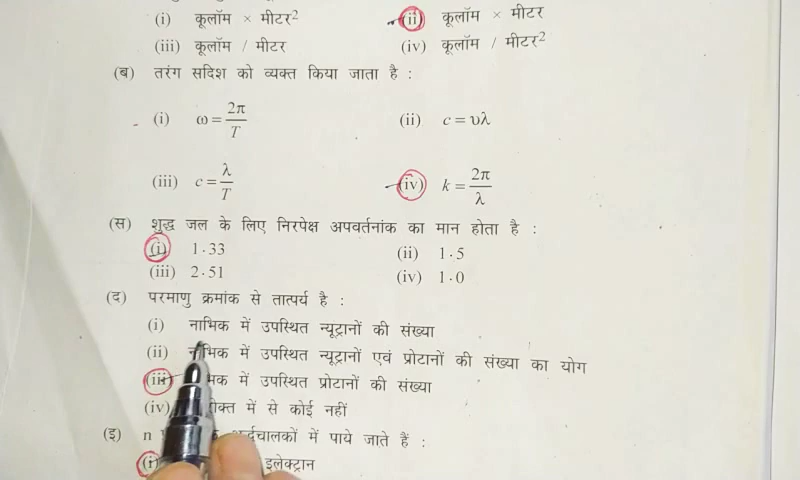 (i) कूलॉम × मीटर² (ii) कूलॉम × मीटर
(iii) कूलॉम / मीटर (iv) कूलॉम / मीटर²
(ब) तरंग सदिश को व्यक्त किया जाता है :
(i) ω = 2π/T (ii) c = υλ
(iii) c = λ/T (iv) k = 2π/λ
(स) शुद्ध जल के लिए निरपेक्ष अपवर्तनांक का मान होता है :
(i) 1·33 (ii) 1·5
(iii) 2·51 (iv) 1·0
(द) परमाणु क्रमांक से तात्पर्य है :
(i) नाभिक में उपस्थित न्यूट्रानों की संख्या
(ii) नाभिक में उपस्थित न्यूट्रानों एवं प्रोटानों की संख्या का योग
(iii) में उपस्थित प्रोटानों की संख्या
(iv) में से कोई नहीं
(इ) n में पाये जाते हैं :
(i) इलेक्ट्रान